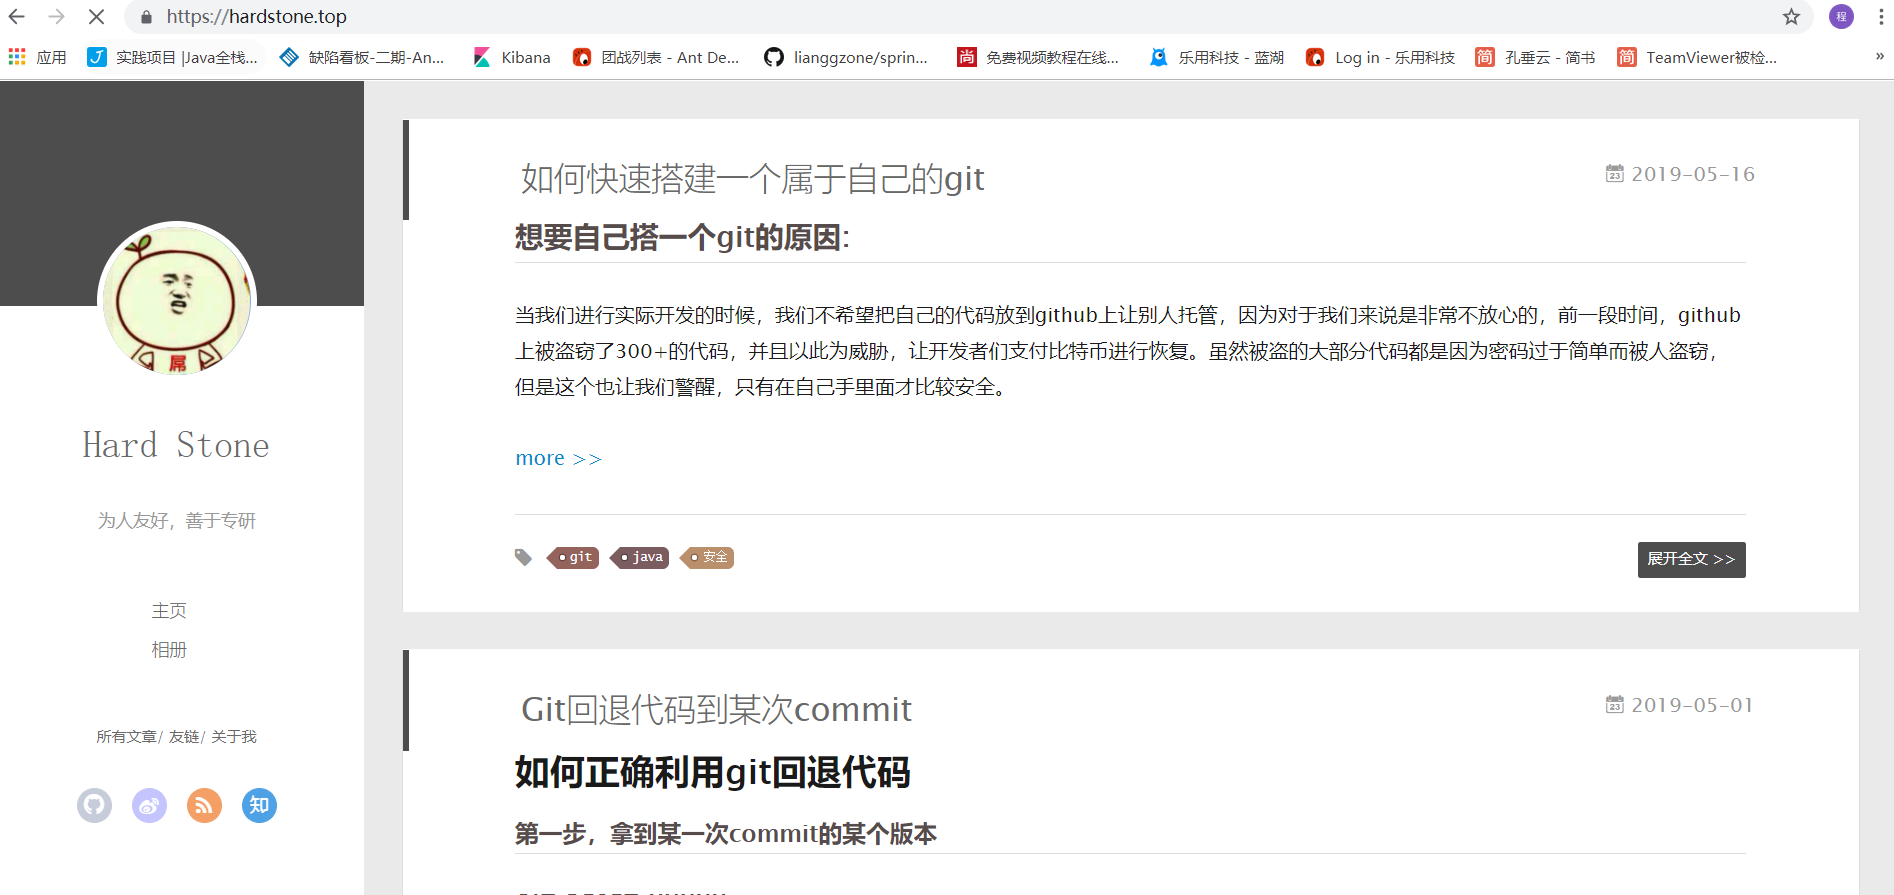 https://hardstone.top
程
应用
实践项目 |Java全栈...
缺陷看板-二期-An...
Kibana
团战列表 - Ant De...
lianggzone/sprin...
尚
免费视频教程在线...
乐用科技 - 蓝湖
Log in - 乐用科技
简
孔垂云 - 简书
简
TeamViewer被检...
»
屌
Hard Stone
为人友好，善于专研
主页
相册
所有文章/ 友链/ 关于我
知
如何快速搭建一个属于自己的git
23 2019-05-16
想要自己搭一个git的原因：
当我们进行实际开发的时候，我们不希望把自己的代码放到github上让别人托管，因为对于我们来说是非常不放心的，前一段时间，github
上被盗窃了300+的代码，并且以此为威胁，让开发者们支付比特币进行恢复。虽然被盗的大部分代码都是因为密码过于简单而被人盗窃，
但是这个也让我们警醒，只有在自己手里面才比较安全。
more >>
git java 安全
展开全文 >>
Git回退代码到某次commit
23 2019-05-01
如何正确利用git回退代码
第一步，拿到某一次commit的某个版本